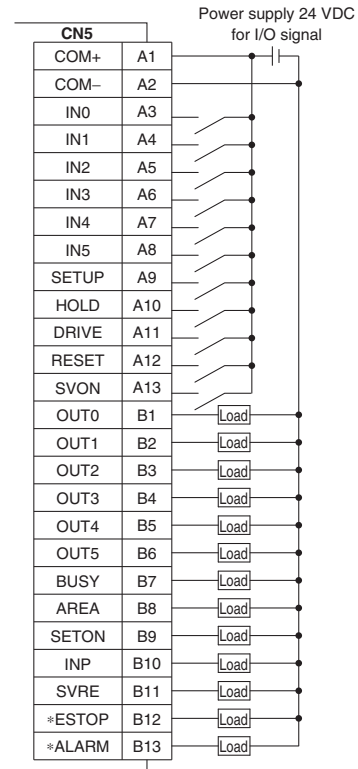 Power supply 24 VDC
for I/O signal
CN5
COM+ A1
COM− A2
IN0 A3
IN1 A4
IN2 A5
IN3 A6
IN4 A7
IN5 A8
SETUP A9
HOLD A10
DRIVE A11
RESET A12
SVON A13
OUT0 B1 Load
OUT1 B2 Load
OUT2 B3 Load
OUT3 B4 Load
OUT4 B5 Load
OUT5 B6 Load
BUSY B7 Load
AREA B8 Load
SETON B9 Load
INP B10 Load
SVRE B11 Load
∗ESTOP B12 Load
∗ALARM B13 Load